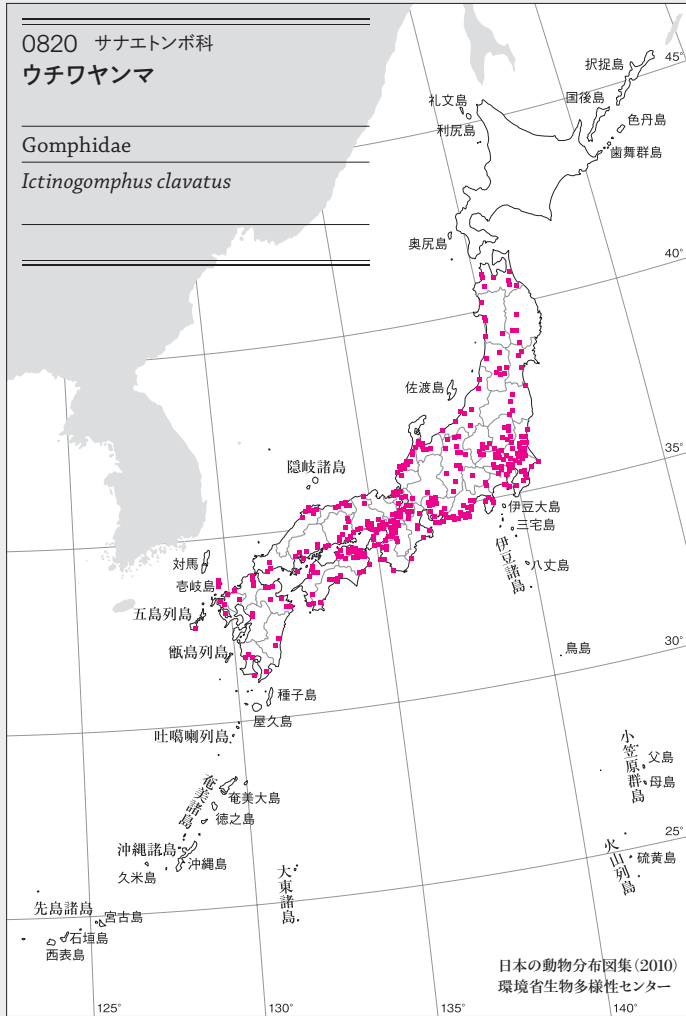 0820 サナエトンボ科
ウチワヤンマ
Gomphidae
Ictinogomphus clavatus
45°
択捉島
国後島
礼文島
色丹島
利尻島
歯舞群島
奥尻島
40°
佐渡島
35°
隠岐諸島
伊豆大島
三宅島
伊豆諸島
八丈島
対馬
壱岐島
五島列島
甑島列島
30°
鳥島
種子島
屋久島
吐噶喇列島
小笠原群島
父島
母島
奄美諸島
奄美大島
徳之島
25°
沖縄諸島
沖縄島
久米島
火山列島
硫黄島
大東諸島
先島諸島
宮古島
石垣島
西表島
日本の動物分布図集(2010)
環境省生物多様性センター
125°
130°
135°
140°